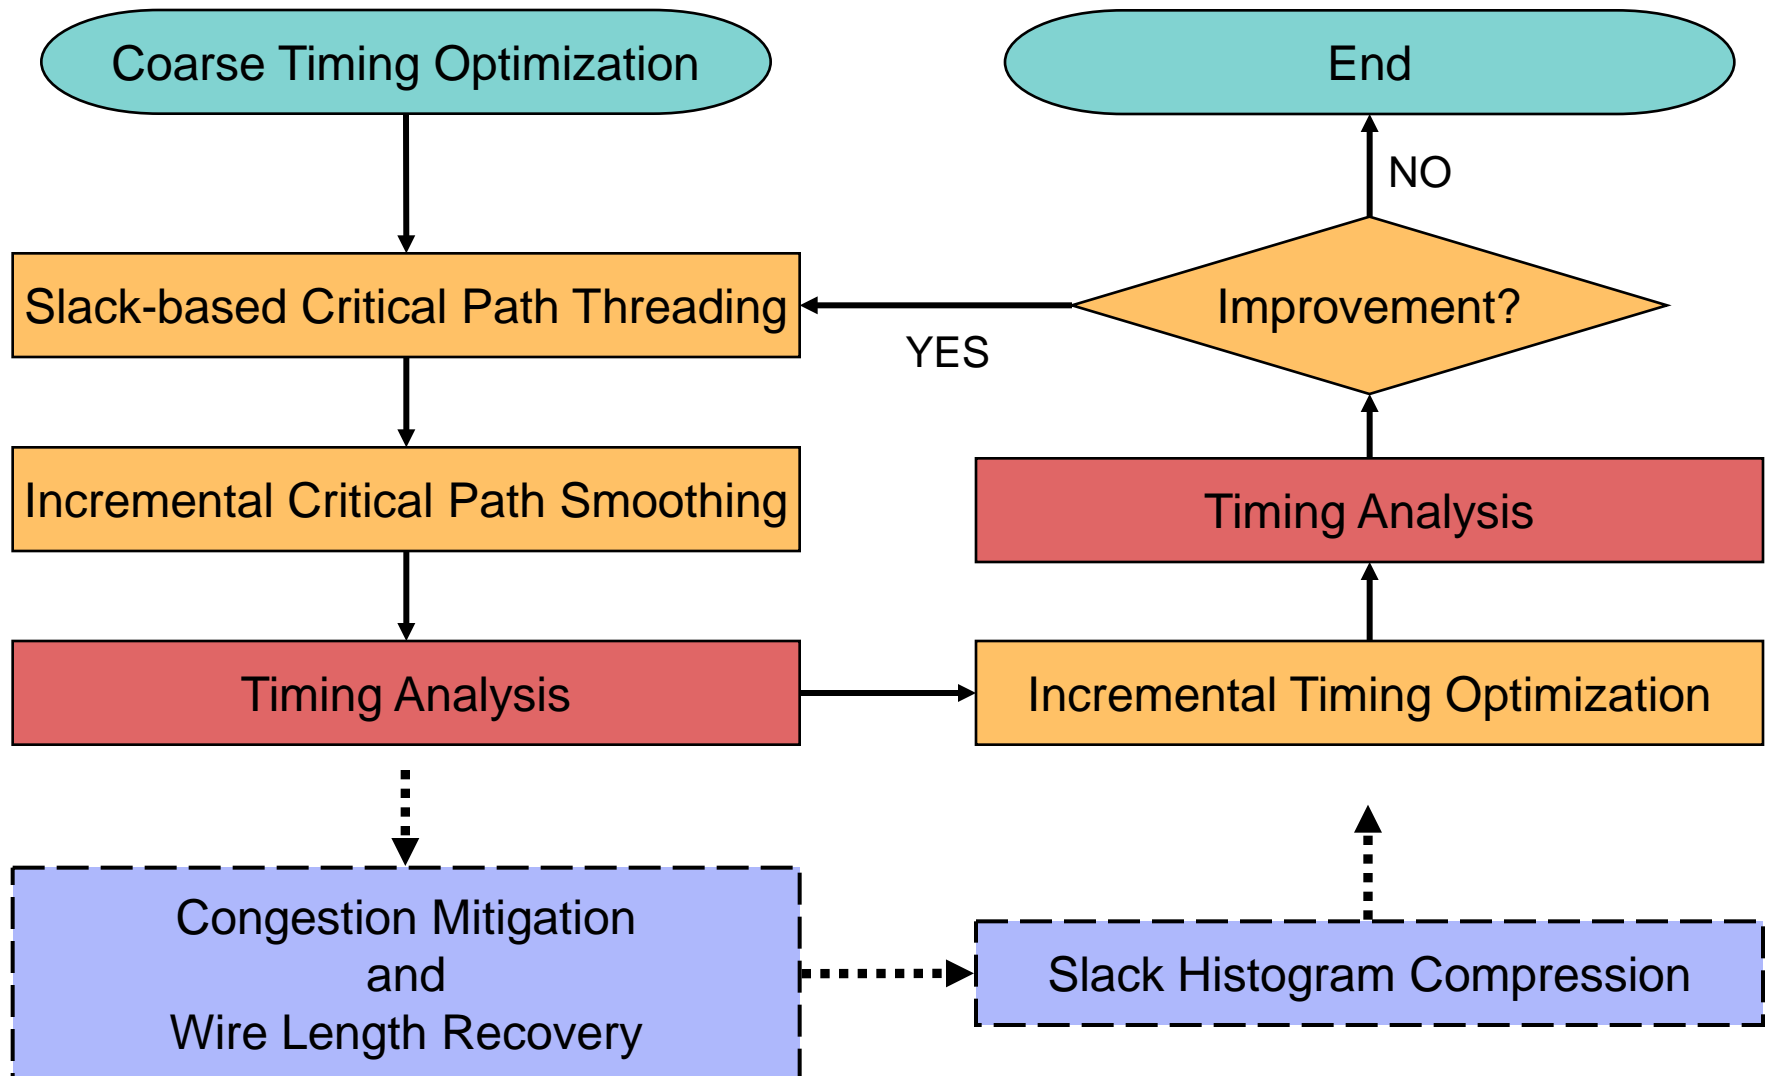 Coarse Timing Optimization
End
NO
Slack-based Critical Path Threading
Improvement?
YES
Incremental Critical Path Smoothing
Timing Analysis
Timing Analysis
Incremental Timing Optimization
Congestion Mitigation
and
Wire Length Recovery
Slack Histogram Compression